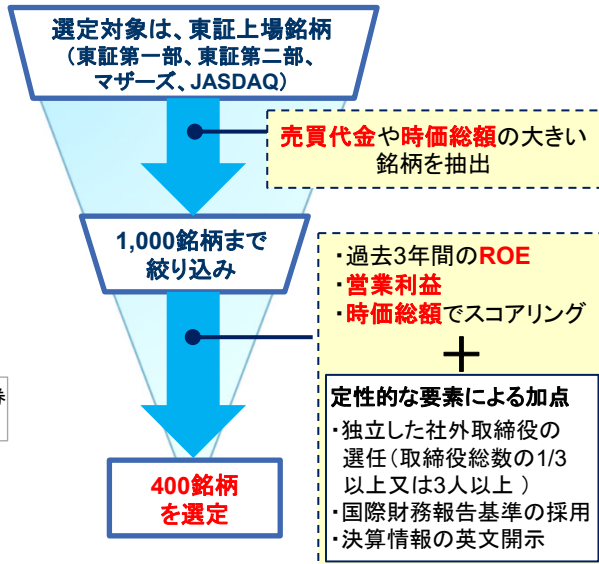 選定対象は、東証上場銘柄
（東証第一部、東証第二部、
マザーズ、JASDAQ）
売買代金や時価総額の大きい
銘柄を抽出
1,000銘柄まで
絞り込み
・過去3年間のROE
・営業利益
・時価総額でスコアリング
＋
定性的な要素による加点
・独立した社外取締役の
選任（取締役総数の1/3
以上又は3人以上 ）
・国際財務報告基準の採用
・決算情報の英文開示
400銘柄
を選定